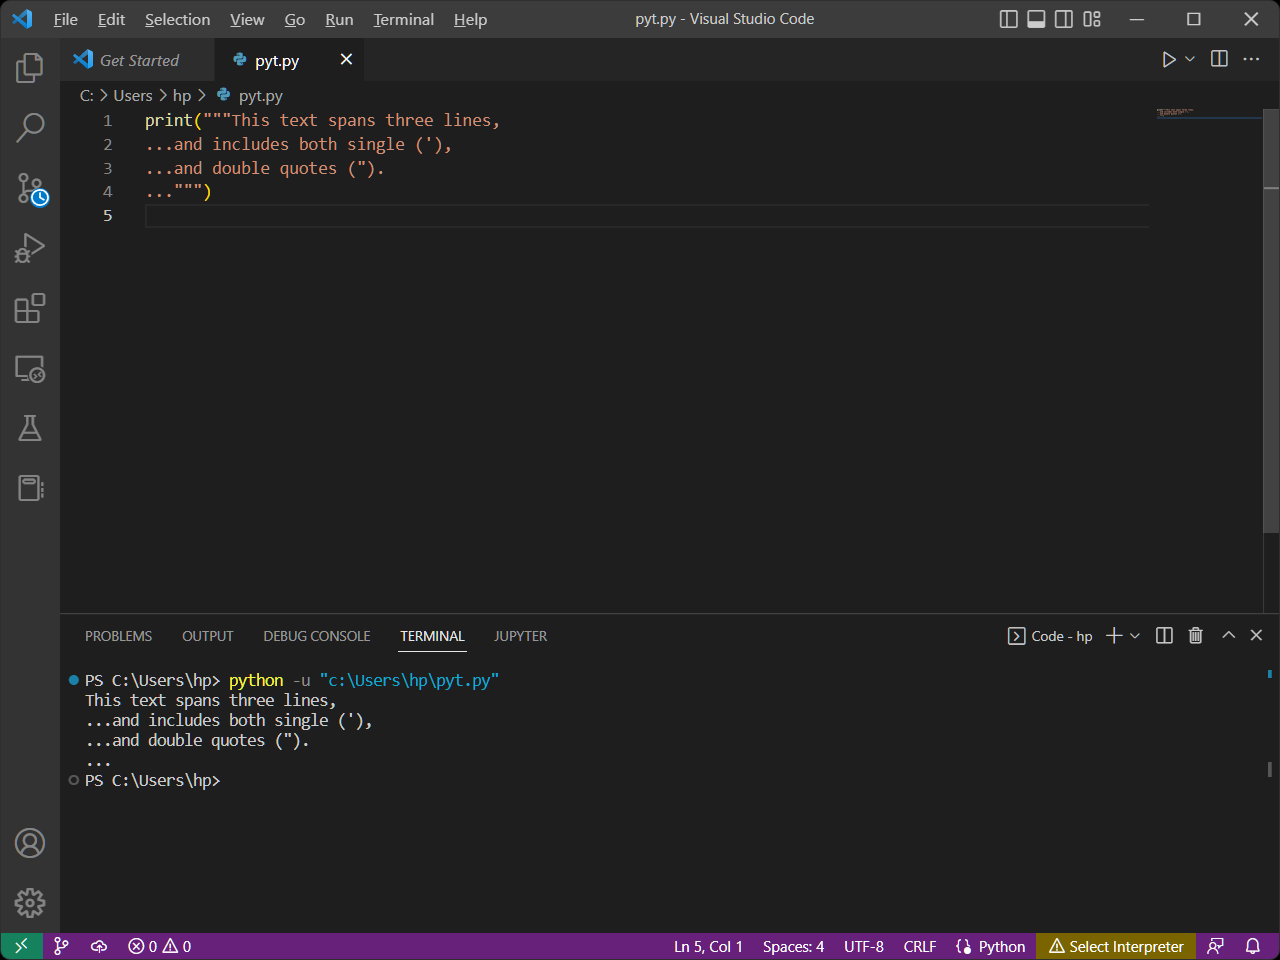 File Edit Selection View Go Run Terminal Help pyt.py - Visual Studio Code
Get Started pyt.py
C: > Users > hp > pyt.py
1 print("""This text spans three lines,
2 ...and includes both single ('),
3 ...and double quotes (").
4 ...""")
5
PROBLEMS OUTPUT DEBUG CONSOLE TERMINAL JUPYTER Code - hp
PS C:\Users\hp> python -u "c:\Users\hp\pyt.py"
This text spans three lines,
...and includes both single ('),
...and double quotes (").
...
PS C:\Users\hp>
0 0 Ln 5, Col 1 Spaces: 4 UTF-8 CRLF Python Select Interpreter